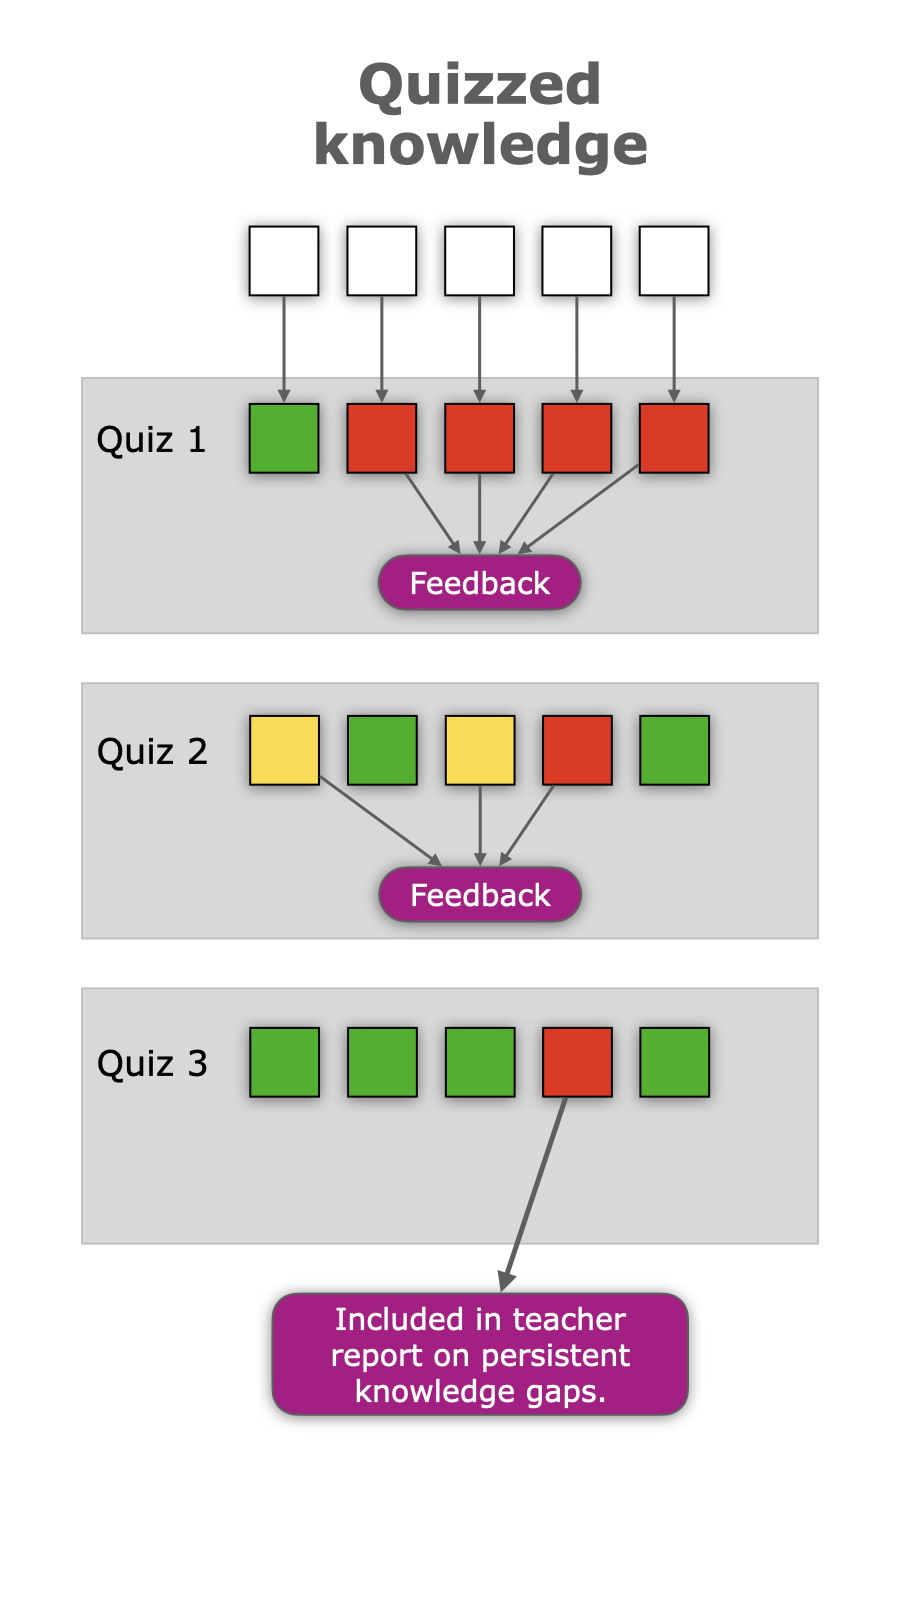 Quizzed
knowledge
Quiz 1
Feedback
Quiz 2
Feedback
Quiz 3
Included in teacher
report on persistent
knowledge gaps.